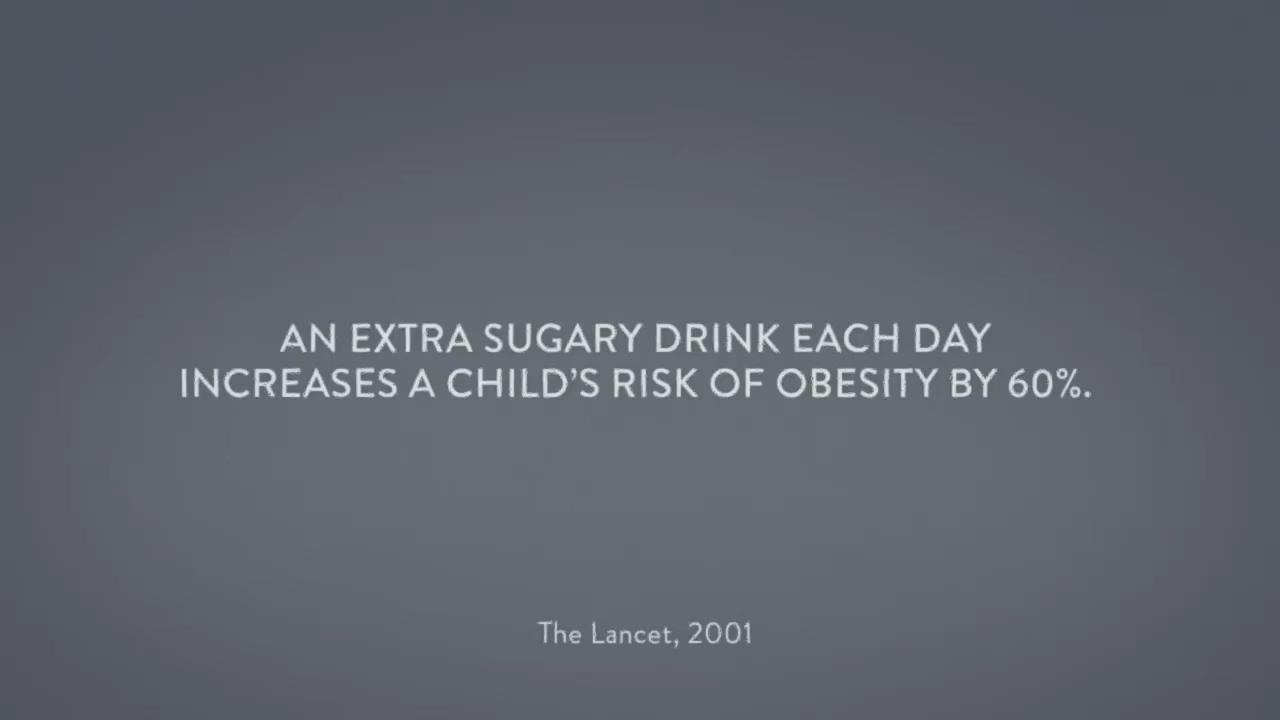 AN EXTRA SUGARY DRINK EACH DAY
INCREASES A CHILD'S RISK OF OBESITY BY 60%.
The Lancet, 2001